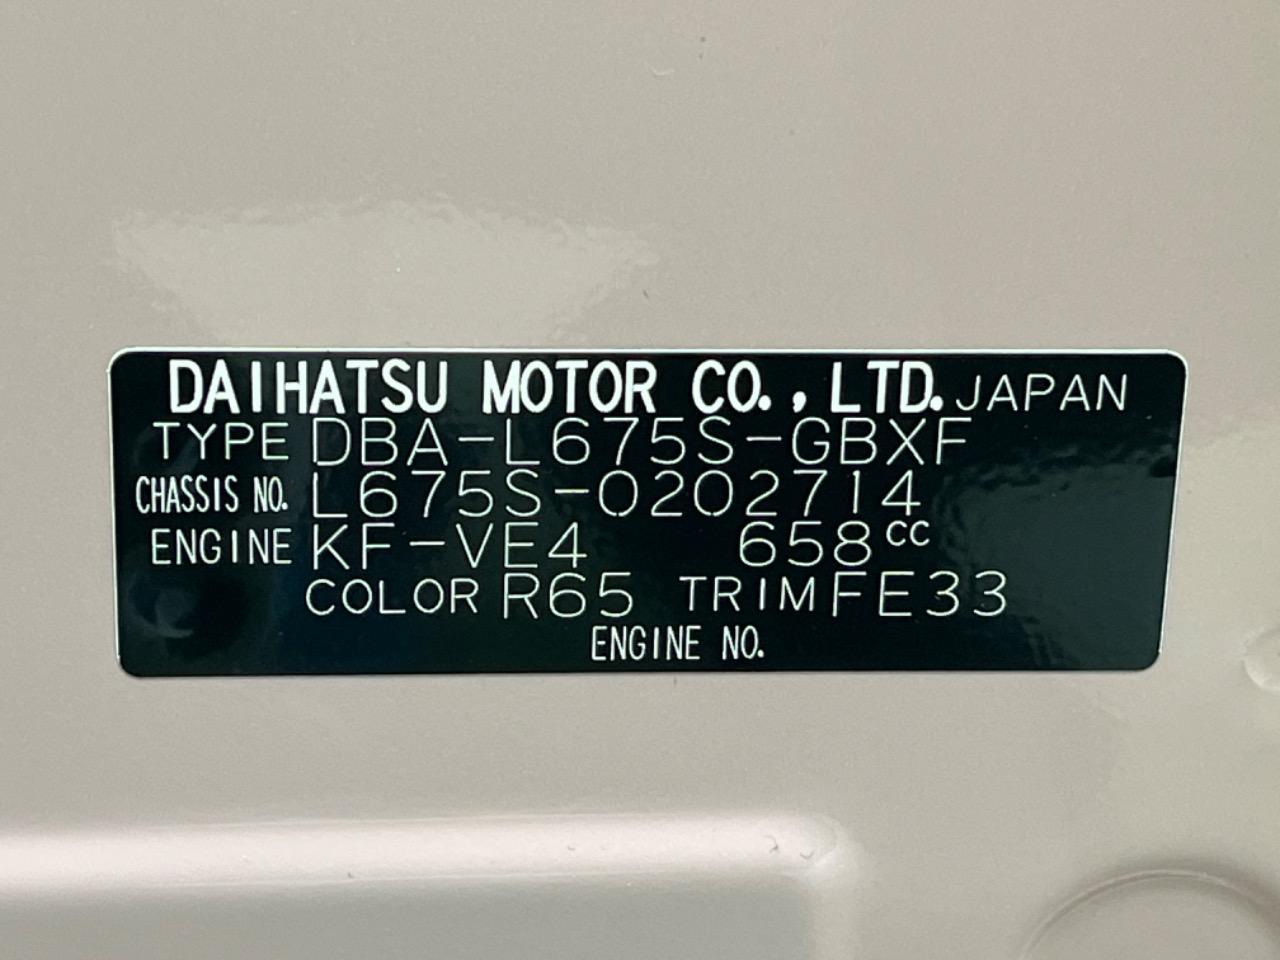 DAIHATSU MOTOR CO., LTD. JAPAN
TYPE DBA-L675S-GBXF
CHASSIS NO. L675S-0202714
ENGINE KF-VE4 658cc
COLOR R65 TRIM FE33
ENGINE NO.